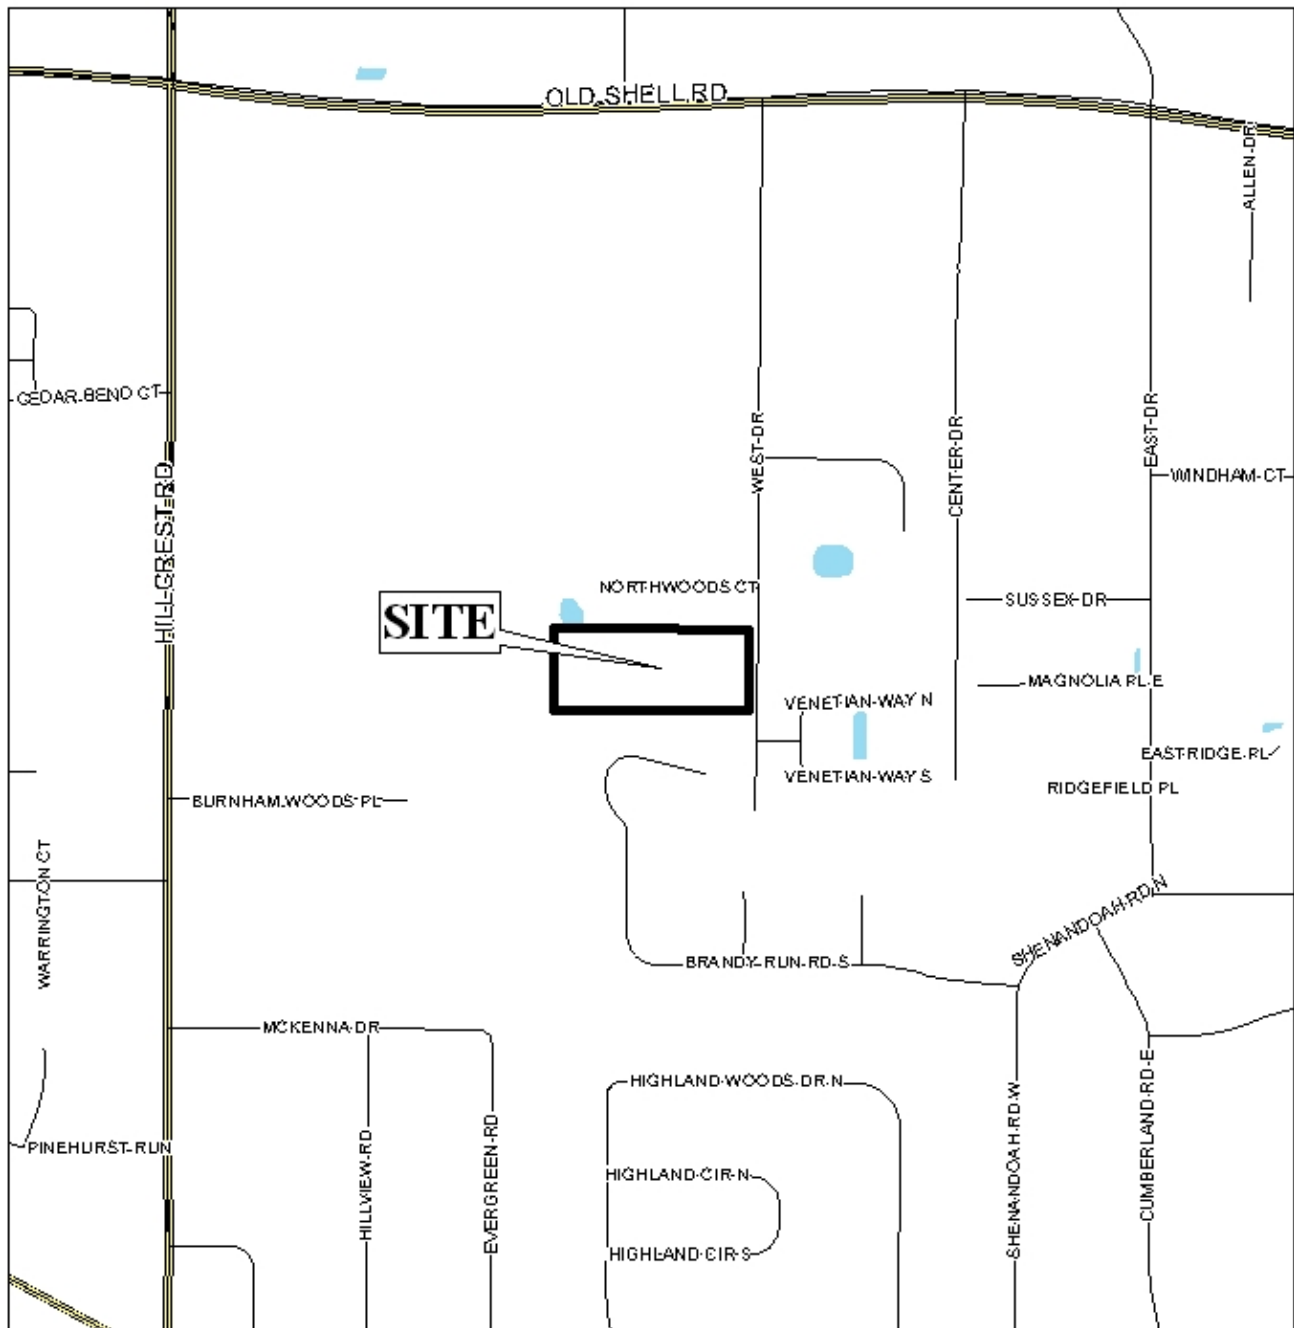 OLD SHELL RD
ALLEN DR
CEDAR BEND CT
HILLCREST RD
WEST DR
CENTER DR
EAST DR
WINDHAM CT
NORTHWOODS CT
SUSSEX DR
SITE
MAGNOLIA PL E
VENETIAN WAY N
EASTRIDGE PL
VENETIAN WAY S
RIDGEFIELD PL
BURNHAM WOODS PL
WARRINGTON CT
SHENANDOAH RD N
BRANDY RUN RD S
MCKENNA DR
HIGHLAND WOODS DR N
PINEHURST RUN
HILLVIEW RD
EVERGREEN RD
HIGHLAND CIR N
SHENANDOAH RD W
CUMBERLAND RD E
HIGHLAND CIR S